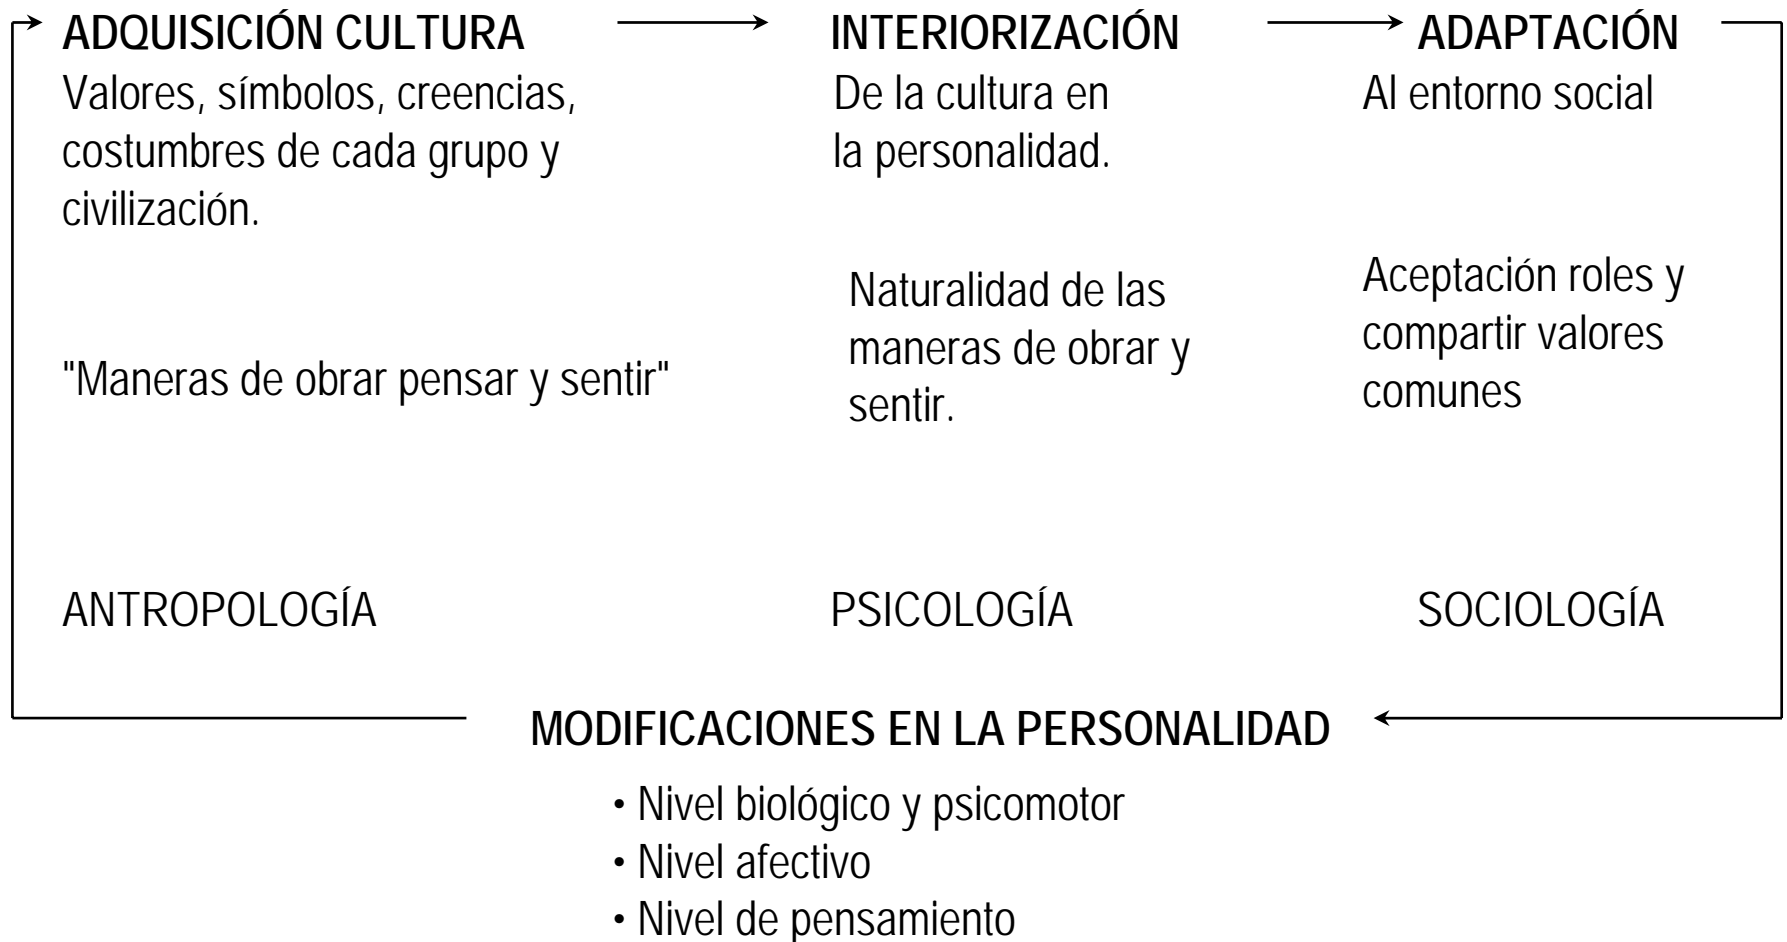 ADQUISICIÓN CULTURA
Valores, símbolos, creencias,
costumbres de cada grupo y
civilización.
"Maneras de obrar pensar y sentir"
ANTROPOLOGÍA
INTERIORIZACIÓN
De la cultura en
la personalidad.
Naturalidad de las
maneras de obrar y
sentir.
PSICOLOGÍA
ADAPTACIÓN
Al entorno social
Aceptación roles y
compartir valores
comunes
SOCIOLOGÍA
MODIFICACIONES EN LA PERSONALIDAD
• Nivel biológico y psicomotor
• Nivel afectivo
• Nivel de pensamiento